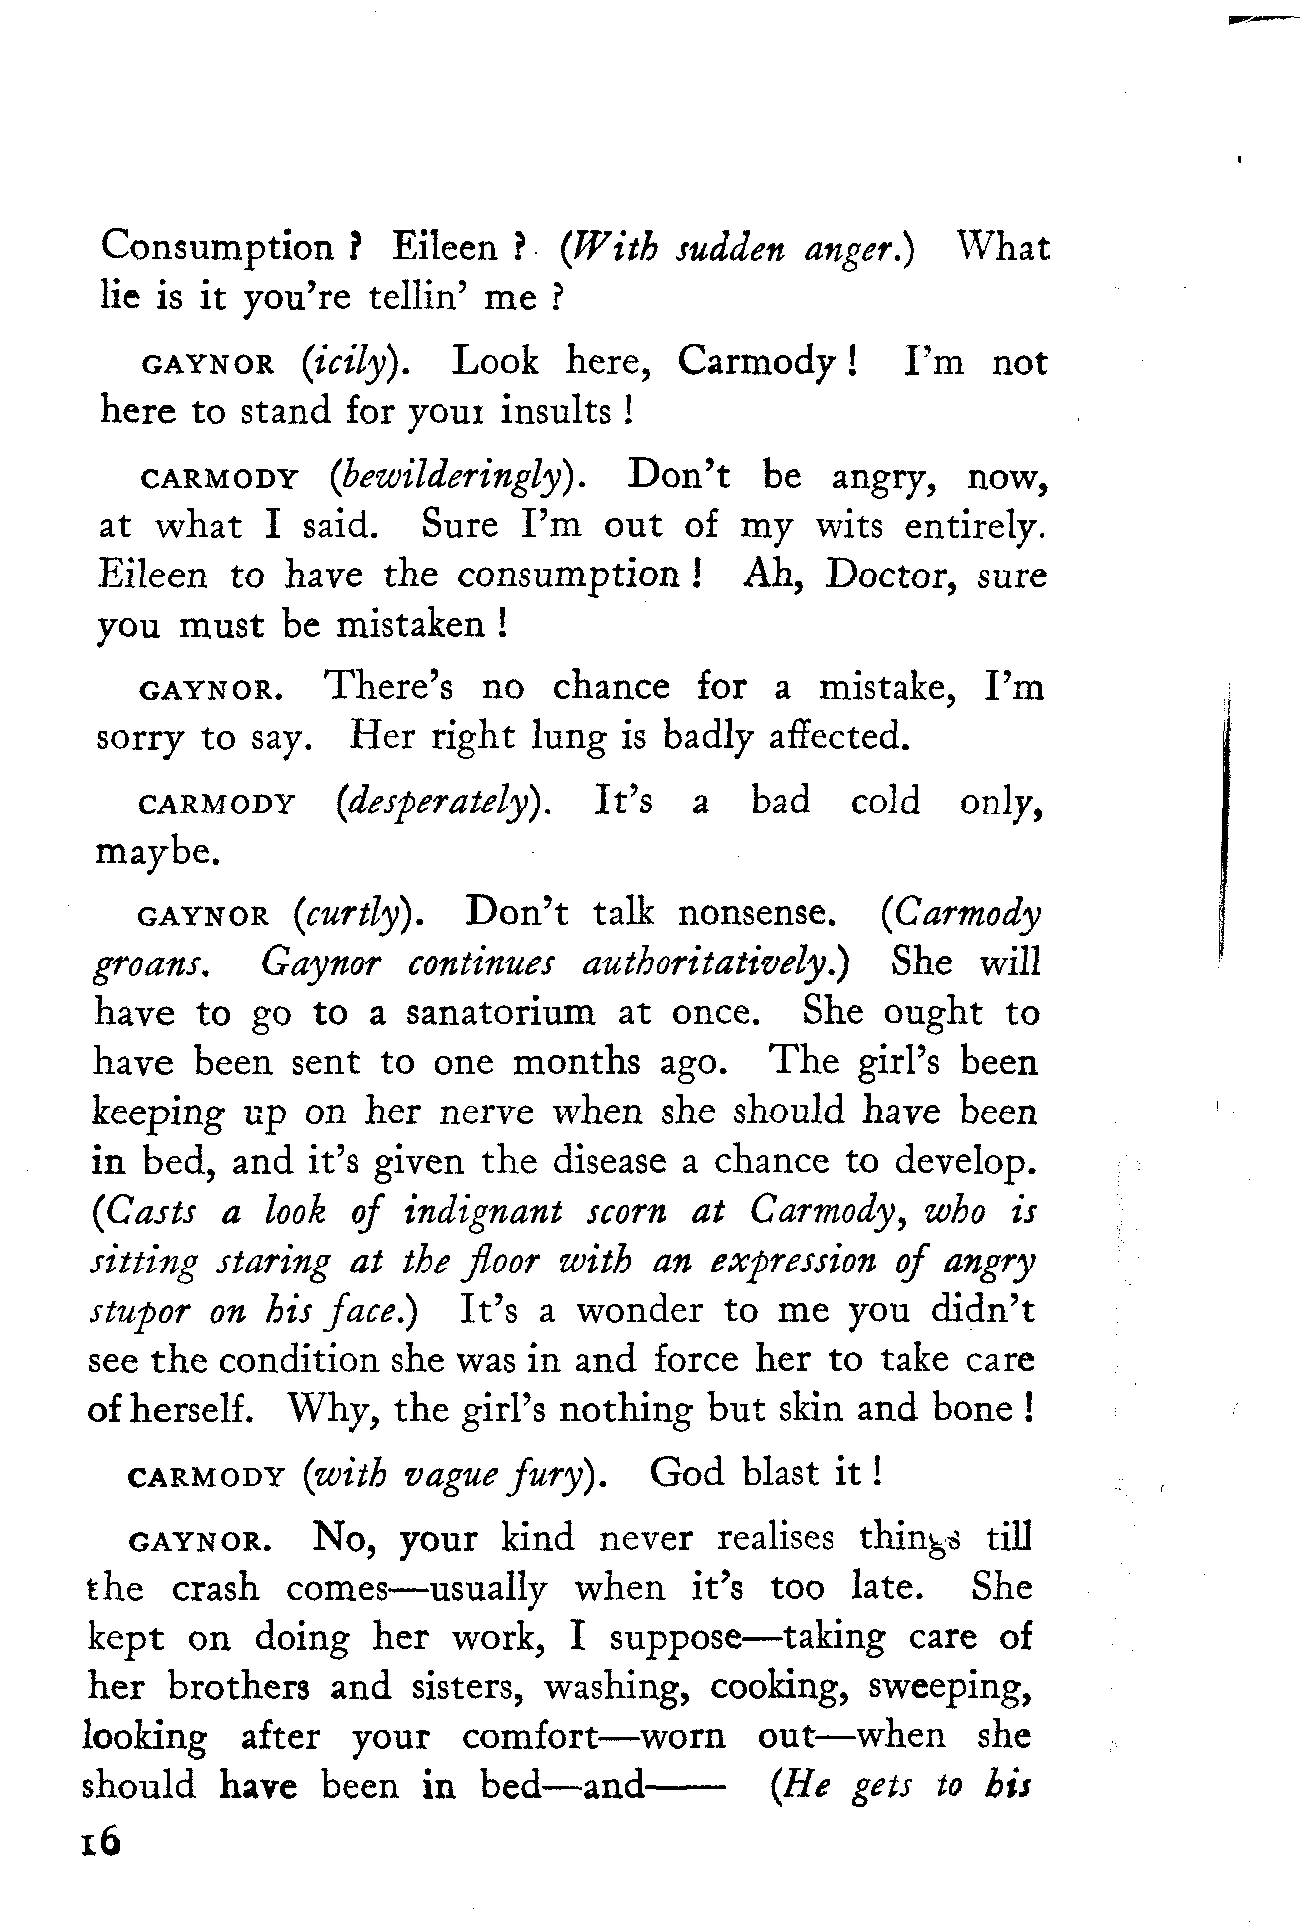 Consumption ? Eileen ? (With sudden anger.) What
lie is it you're tellin' me ?
GAYNOR (icily). Look here, Carmody ! I'm not
here to stand for your insults !
CARMODY (bewilderingly). Don't be angry, now,
at what I said. Sure I'm out of my wits entirely.
Eileen to have the consumption ! Ah, Doctor, sure
you must be mistaken !
GAYNOR. There's no chance for a mistake, I'm
sorry to say. Her right lung is badly affected.
CARMODY (desperately). It's a bad cold only,
maybe.
GAYNOR (curtly). Don't talk nonsense. (Carmody
groans. Gaynor continues authoritatively.) She will
have to go to a sanatorium at once. She ought to
have been sent to one months ago. The girl's been
keeping up on her nerve when she should have been
in bed, and it's given the disease a chance to develop.
(Casts a look of indignant scorn at Carmody, who is
sitting staring at the floor with an expression of angry
stupor on his face.) It's a wonder to me you didn't
see the condition she was in and force her to take care
of herself. Why, the girl's nothing but skin and bone !
CARMODY (with vague fury). God blast it !
GAYNOR. No, your kind never realises things till
the crash comes—usually when it's too late. She
kept on doing her work, I suppose—taking care of
her brothers and sisters, washing, cooking, sweeping,
looking after your comfort—worn out—when she
should have been in bed—and—— (He gets to his
16